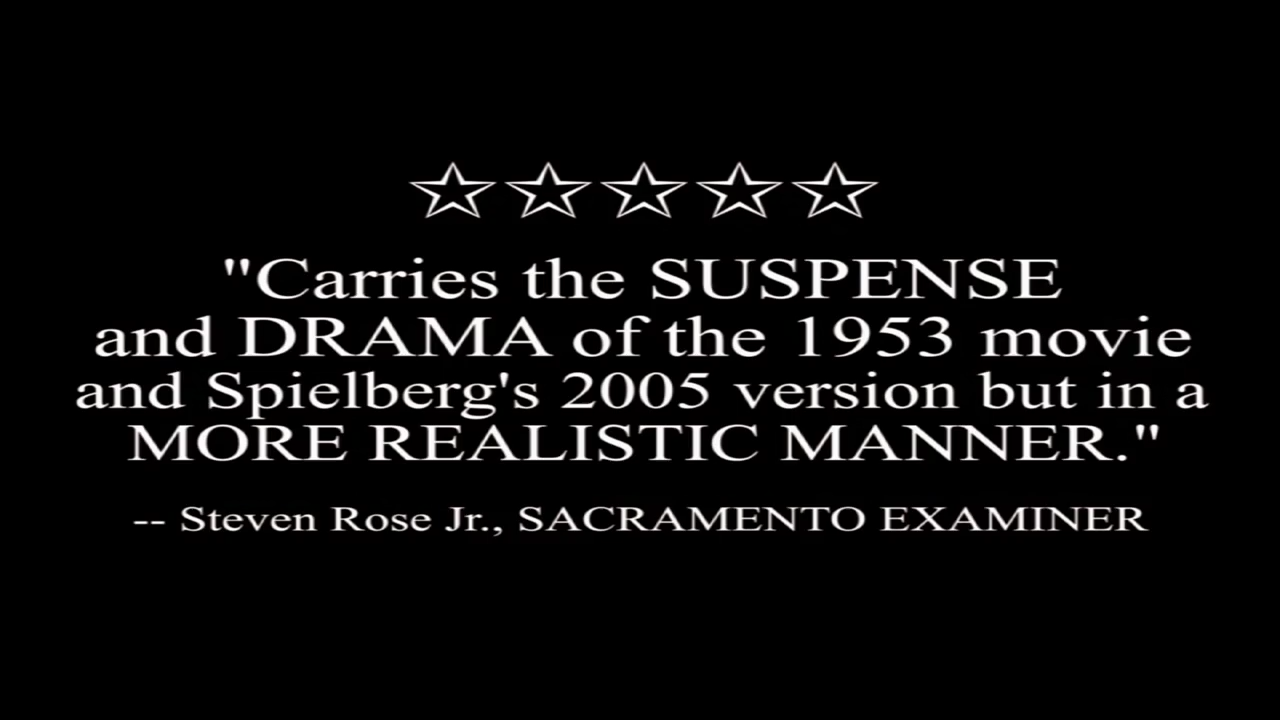 ☆☆☆☆☆
"Carries the SUSPENSE
and DRAMA of the 1953 movie
and Spielberg's 2005 version but in a
MORE REALISTIC MANNER."
-- Steven Rose Jr., SACRAMENTO EXAMINER